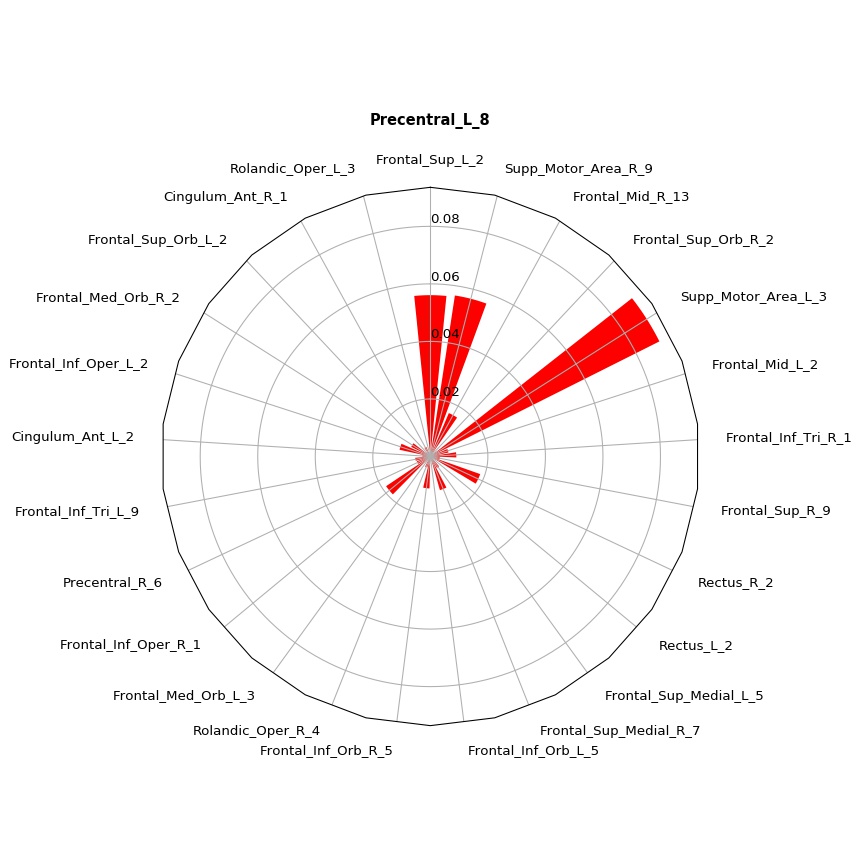 Precentral_L_8
Frontal_Sup_L_2
Rolandic_Oper_L_3
Supp_Motor_Area_R_9
Cingulum_Ant_R_1
Frontal_Mid_R_13
0.08
Frontal_Sup_Orb_L_2
Frontal_Sup_Orb_R_2
0.06
Frontal_Med_Orb_R_2
Supp_Motor_Area_L_3
0.04
Frontal_Inf_Oper_L_2
Frontal_Mid_L_2
0.02
Cingulum_Ant_L_2
Frontal_Inf_Tri_R_1
Frontal_Inf_Tri_L_9
Frontal_Sup_R_9
Precentral_R_6
Rectus_R_2
Frontal_Inf_Oper_R_1
Rectus_L_2
Frontal_Med_Orb_L_3
Frontal_Sup_Medial_L_5
Rolandic_Oper_R_4
Frontal_Sup_Medial_R_7
Frontal_Inf_Orb_R_5
Frontal_Inf_Orb_L_5